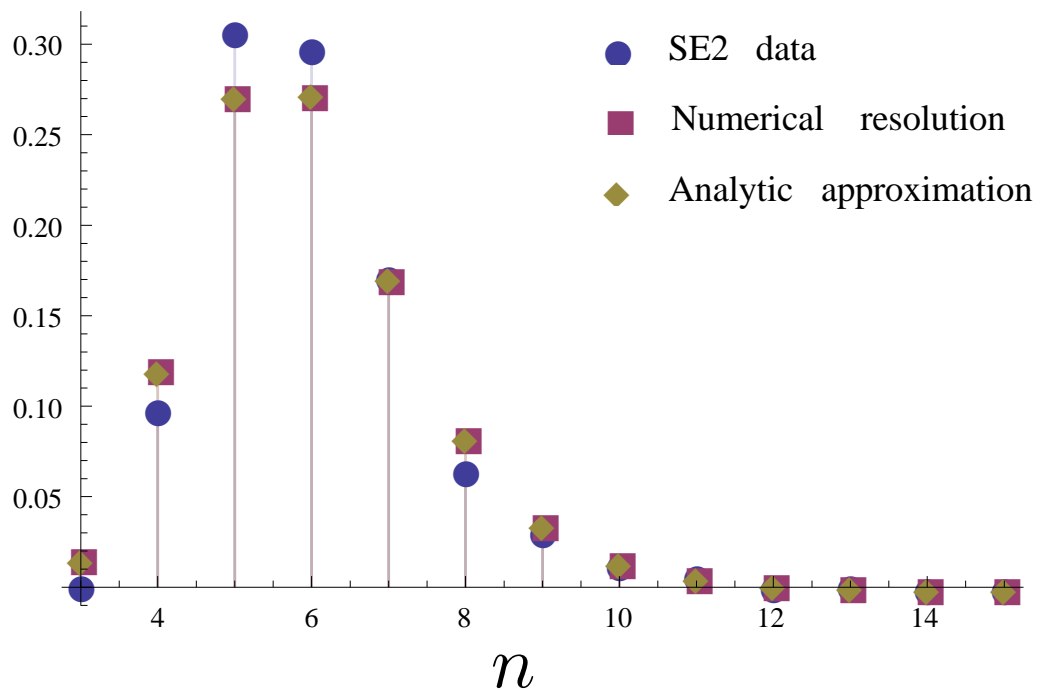 0.30
SE2 data
0.25
Numerical resolution
0.20
Analytic approximation
0.15
0.10
0.05
4 6 8 10 12 14
n